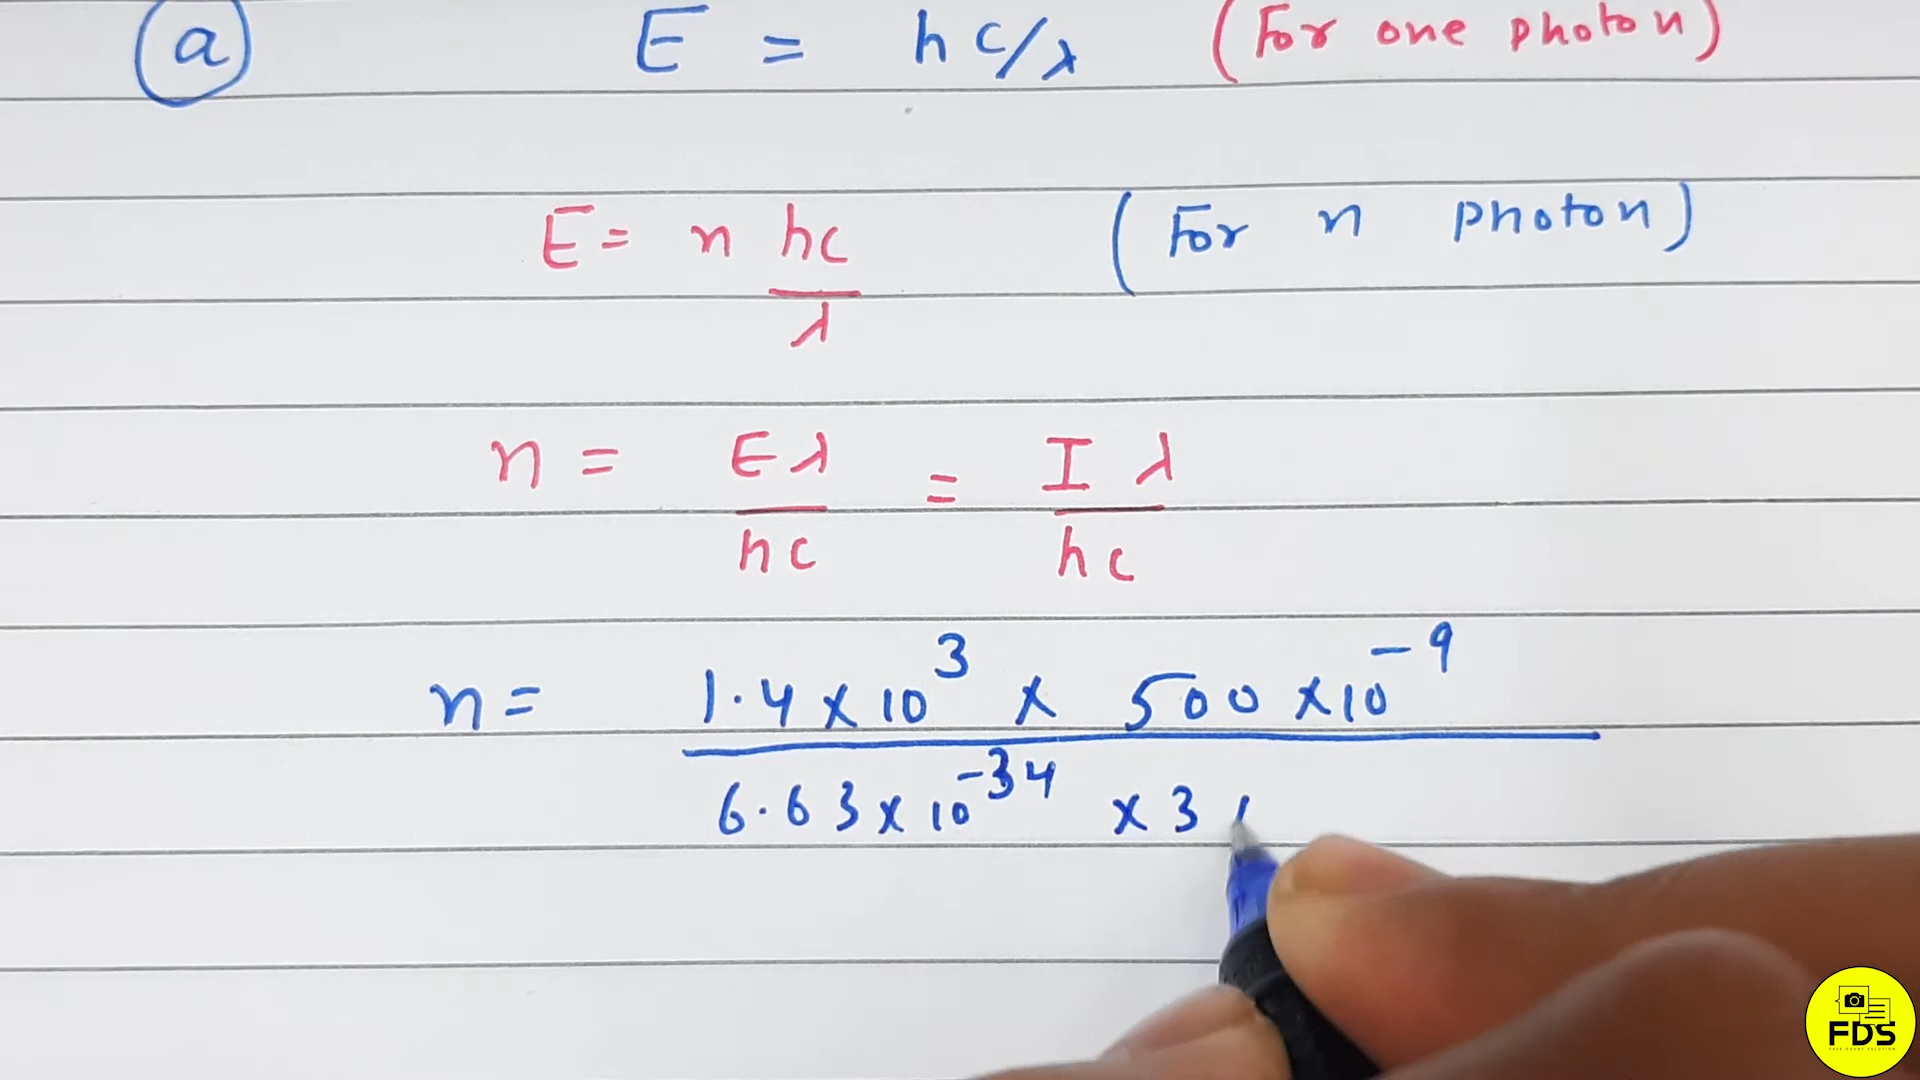 a E = hc/λ (For one photon)
E = n hc/λ (For n photon)
n = Eλ/hc = Iλ/hc
n = 1.4 x 10^3 x 500 x 10^-9
6.63 x 10^-34 x 3
FDS